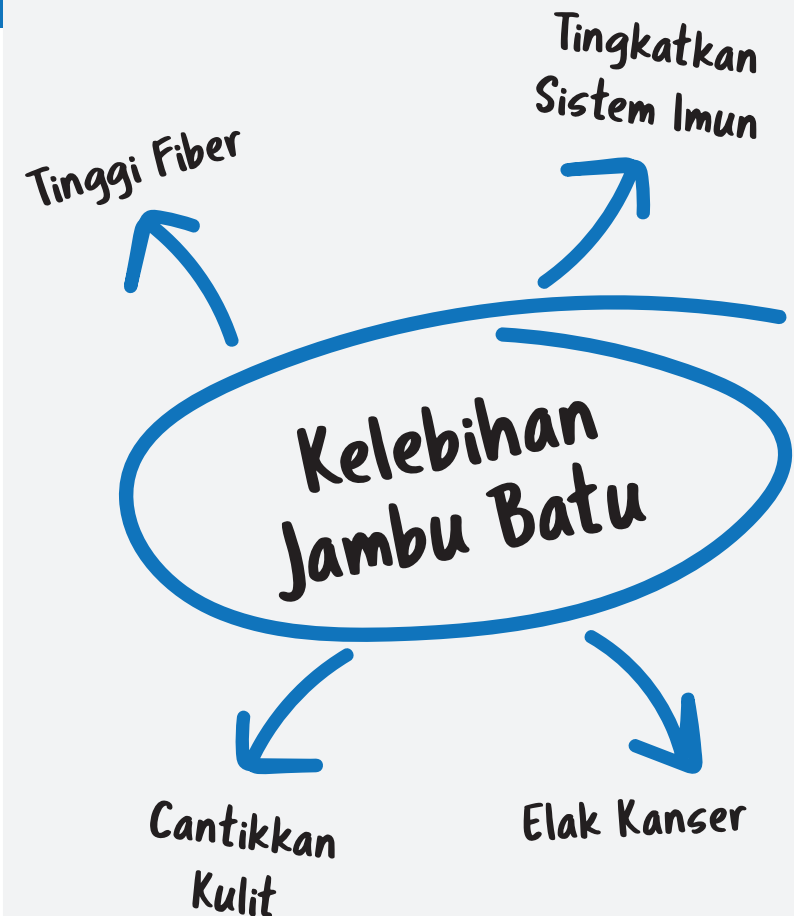 Tingkatkan
Sistem Imun
Tinggi Fiber
Kelebihan
Jambu Batu
Cantikkan
Kulit
Elak Kanser